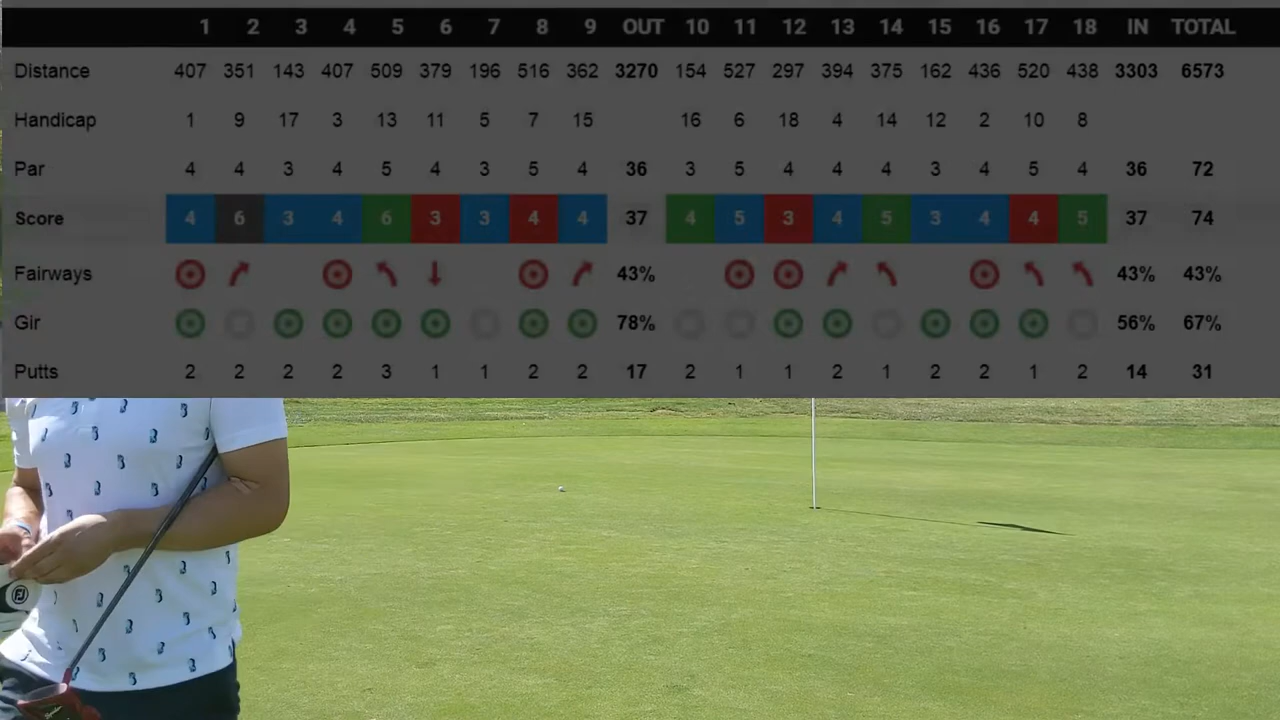 1 2 3 4 5 6 7 8 9 OUT 10 11 12 13 14 15 16 17 18 IN TOTAL
Distance 407 351 143 407 509 379 196 516 362 3270 154 527 297 394 375 162 436 520 438 3303 6573
Handicap 1 9 17 3 13 11 5 7 15 16 6 18 4 14 12 2 10 8
Par 4 4 3 4 5 4 3 5 4 36 3 5 4 4 4 3 4 5 4 36 72
Score 4 6 3 4 6 3 3 4 4 37 4 5 3 4 5 3 4 4 5 37 74
Fairways 43% 43% 43%
Gir 78% 56% 67%
Putts 2 2 2 2 3 1 1 2 2 17 2 1 1 2 1 2 2 1 2 14 31
FJ